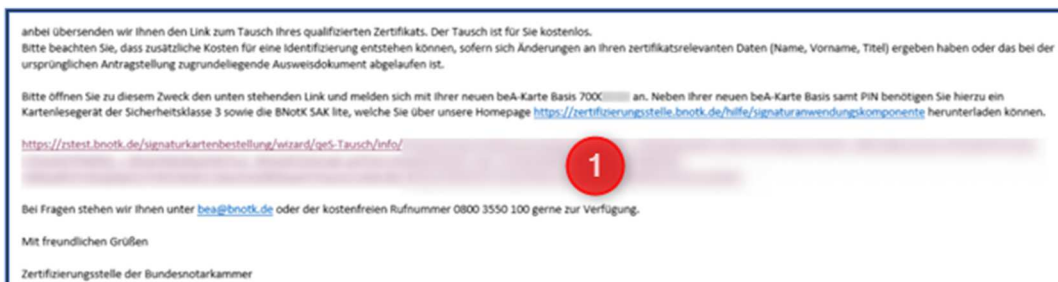 anbei übersenden wir Ihnen den Link zum Tausch Ihres qualifizierten Zertifikats. Der Tausch ist für Sie kostenlos.
Bitte beachten Sie, dass zusätzliche Kosten für eine Identifizierung entstehen können, sofern sich Änderungen an Ihren zertifikatsrelevanten Daten (Name, Vorname, Titel) ergeben haben oder das bei der
ursprünglichen Antragstellung zugrundeliegende Ausweisdokument abgelaufen ist.
Bitte öffnen Sie zu diesem Zweck den unten stehenden Link und melden sich mit Ihrer neuen beA-Karte Basis an. Neben Ihrer neuen beA-Karte Basis samt PIN benötigen Sie hierzu ein
Kartenlesegerät der Sicherheitsklasse 3 sowie die BNotK SAK lite, welche Sie über unsere Homepage https://zertifizierungsstelle.bnotk.de/hilfe/signaturanwendungskomponente herunterladen können.
https://zstest.bnotk.de/signaturkartenbestellung/wizard/qeS-Tausch/info/
1
Bei Fragen stehen wir Ihnen unter bea@bnotk.de oder der kostenfreien Rufnummer 0800 3550 100 gerne zur Verfügung.
Mit freundlichen Grüßen
Zertifizierungsstelle der Bundesnotarkammer